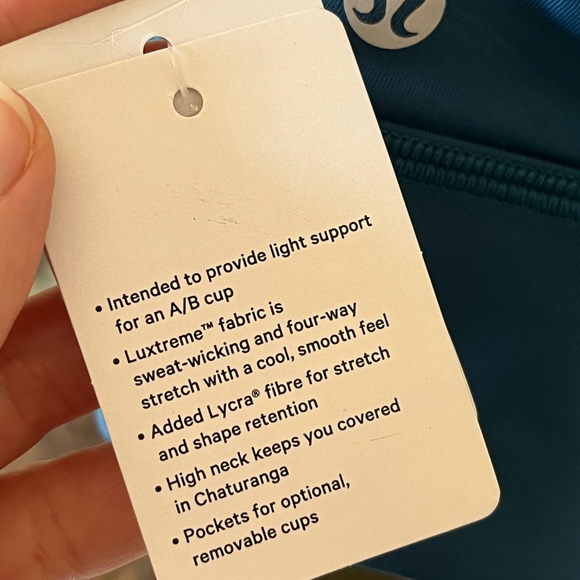 • Intended to provide light support
for an A/B cup
• Luxtreme™ fabric is
sweat-wicking and four-way
stretch with a cool, smooth feel
• Added Lycra® fibre for stretch
and shape retention
• High neck keeps you covered
in Chaturanga
• Pockets for optional,
removable cups